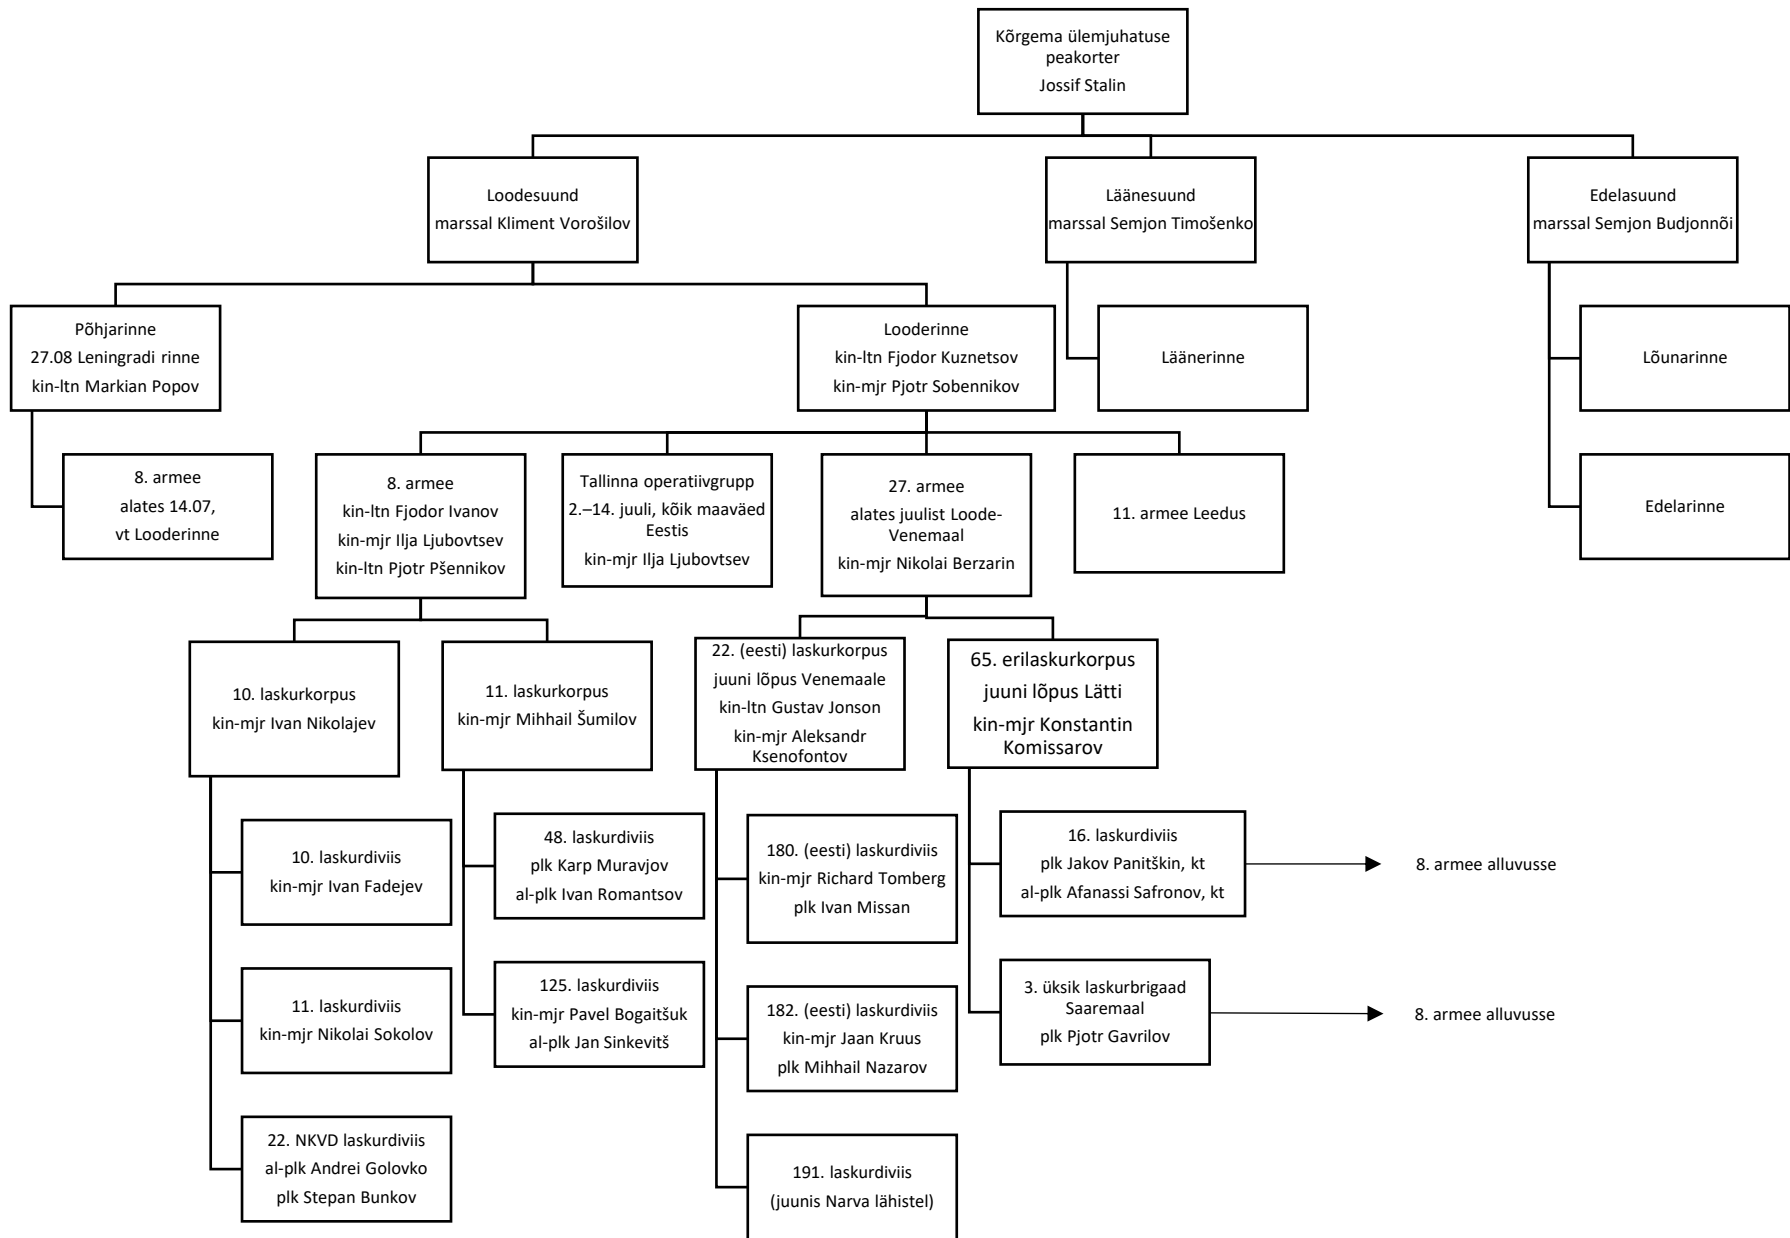 Kõrgema ülemjuhatuse
peakorter
Jossif Stalin
Loodesuund
marssal Kliment Vorošilov
Läänesuund
marssal Semjon Timošenko
Edelasuund
marssal Semjon Budjonnõi
Põhjarinne
27.08 Leningradi rinne
kin-ltn Markian Popov
Looderinne
kin-ltn Fjodor Kuznetsov
kin-mjr Pjotr Sobennikov
Läänerinne
Lõunarinne
8. armee
alates 14.07,
vt Looderinne
8. armee
kin-ltn Fjodor Ivanov
kin-mjr Ilja Ljubovtsev
kin-ltn Pjotr Pšennikov
Tallinna operatiivgrupp
2.–14. juuli, kõik maaväed
Eestis
kin-mjr Ilja Ljubovtsev
27. armee
alates juulist Loode-
Venemaal
kin-mjr Nikolai Berzarin
11. armee Leedus
Edelarinne
10. laskurkorpus
kin-mjr Ivan Nikolajev
11. laskurkorpus
kin-mjr Mihhail Šumilov
22. (eesti) laskurkorpus
juuni lõpus Venemaale
kin-ltn Gustav Jonson
kin-mjr Aleksandr
Ksenofontov
65. erilaskurkorpus
juuni lõpus Lätti
kin-mjr Konstantin
Komissarov
10. laskurdiviis
kin-mjr Ivan Fadejev
48. laskurdiviis
plk Karp Muravjov
al-plk Ivan Romantsov
180. (eesti) laskurdiviis
kin-mjr Richard Tomberg
plk Ivan Missan
16. laskurdiviis
plk Jakov Panitškin, kt
al-plk Afanassi Safronov, kt
8. armee alluvusse
11. laskurdiviis
kin-mjr Nikolai Sokolov
125. laskurdiviis
kin-mjr Pavel Bogaitšuk
al-plk Jan Sinkevitš
182. (eesti) laskurdiviis
kin-mjr Jaan Kruus
plk Mihhail Nazarov
3. üksik laskurbrigaad
Saaremaal
plk Pjotr Gavrilov
8. armee alluvusse
22. NKVD laskurdiviis
al-plk Andrei Golovko
plk Stepan Bunkov
191. laskurdiviis
(juunis Narva lähistel)